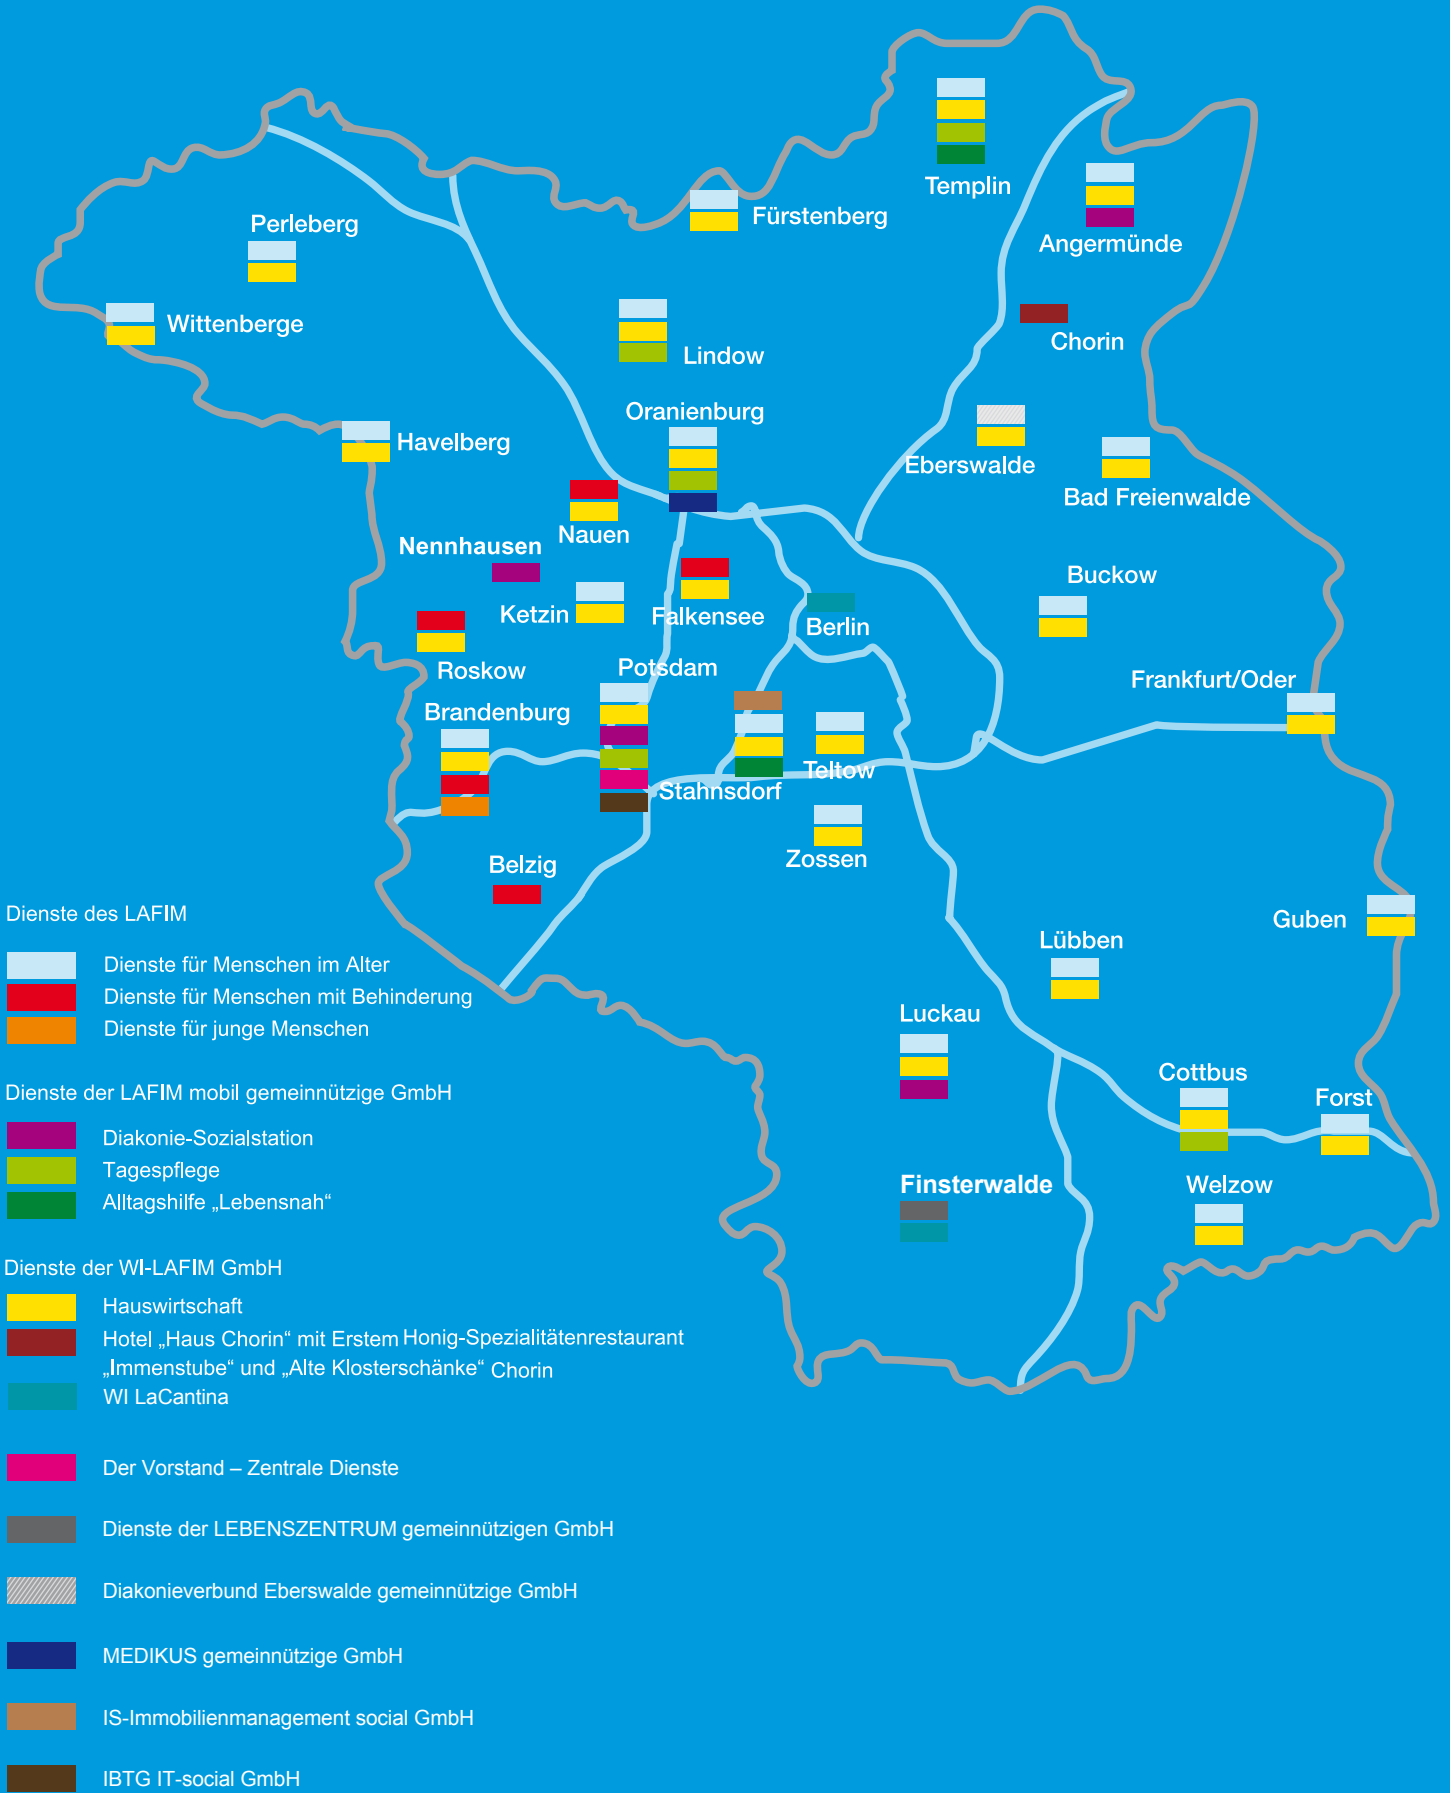 Templin
Angermünde
Fürstenberg
Perleberg
Wittenberge
Chorin
Lindow
Oranienburg
Havelberg
Eberswalde
Bad Freienwalde
Nauen
Nennhausen
Buckow
Ketzin
Falkensee
Berlin
Roskow
Potsdam
Frankfurt/Oder
Brandenburg
Teltow
Stahnsdorf
Zossen
Belzig
Guben
Lübben
Luckau
Cottbus
Forst
Finsterwalde
Welzow
Dienste des LAFIM
Dienste für Menschen im Alter
Dienste für Menschen mit Behinderung
Dienste für junge Menschen
Dienste der LAFIM mobil gemeinnützige GmbH
Diakonie-Sozialstation
Tagespflege
Alltagshilfe „Lebensnah“
Dienste der WI-LAFIM GmbH
Hauswirtschaft
Hotel „Haus Chorin“ mit Erstem Honig-Spezialitätenrestaurant
„Immenstube“ und „Alte Klosterschänke“ Chorin
WI LaCantina
Der Vorstand – Zentrale Dienste
Dienste der LEBENSZENTRUM gemeinnützigen GmbH
Diakonieverbund Eberswalde gemeinnützige GmbH
MEDIKUS gemeinnützige GmbH
IS-Immobilienmanagement social GmbH
IBTG IT-social GmbH